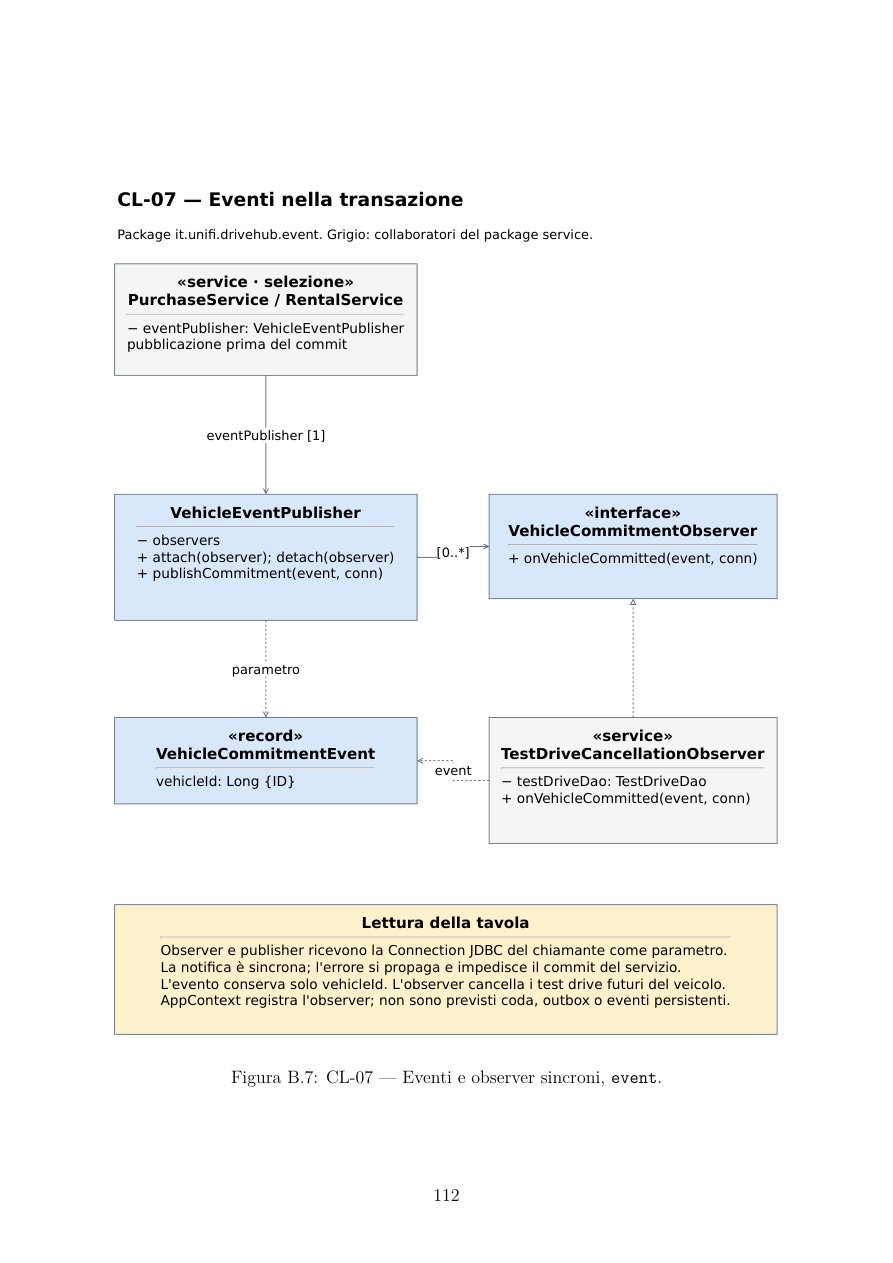 CL-07 — Eventi nella transazione
Package it.unifi.drivehub.event. Grigio: collaboratori del package service.
«service · selezione»
PurchaseService / RentalService
− eventPublisher: VehicleEventPublisher
pubblicazione prima del commit
eventPublisher [1]
VehicleEventPublisher
− observers
+ attach(observer); detach(observer)
+ publishCommitment(event, conn)
[0..*]
«interface»
VehicleCommitmentObserver
+ onVehicleCommitted(event, conn)
parametro
«record»
VehicleCommitmentEvent
vehicleId: Long {ID}
event
«service»
TestDriveCancellationObserver
− testDriveDao: TestDriveDao
+ onVehicleCommitted(event, conn)
Lettura della tavola
Observer e publisher ricevono la Connection JDBC del chiamante come parametro.
La notifica è sincrona; l'errore si propaga e impedisce il commit del servizio.
L'evento conserva solo vehicleId. L'observer cancella i test drive futuri del veicolo.
AppContext registra l'observer; non sono previsti coda, outbox o eventi persistenti.
Figura B.7: CL-07 — Eventi e observer sincroni, event.
112